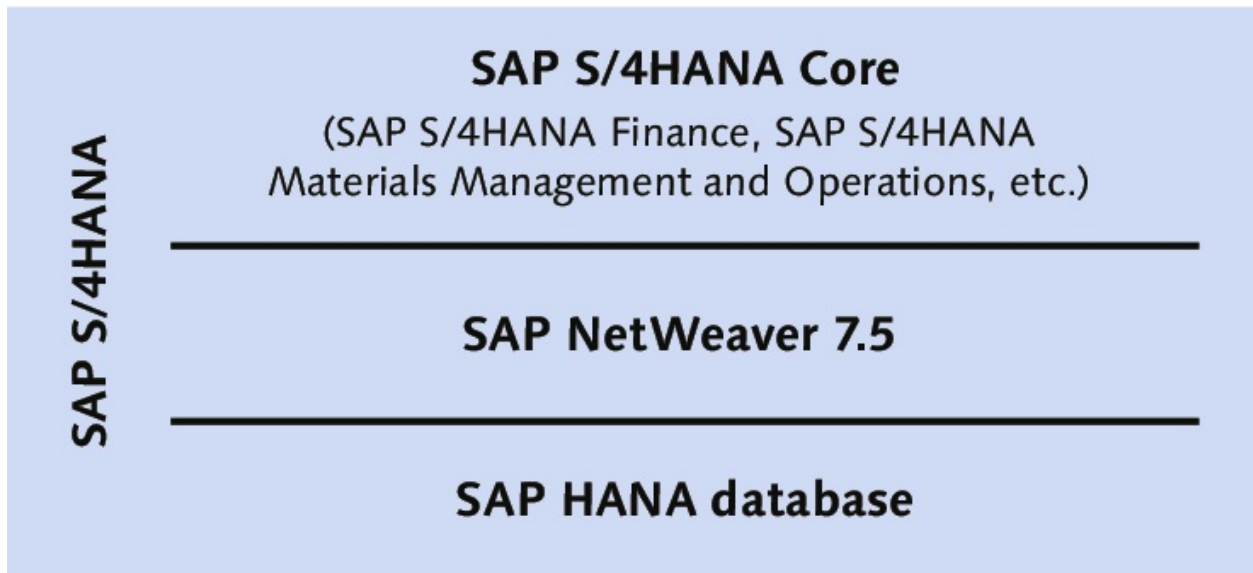 SAP S/4HANA
SAP S/4HANA Core
(SAP S/4HANA Finance, SAP S/4HANA
Materials Management and Operations, etc.)
SAP NetWeaver 7.5
SAP HANA database